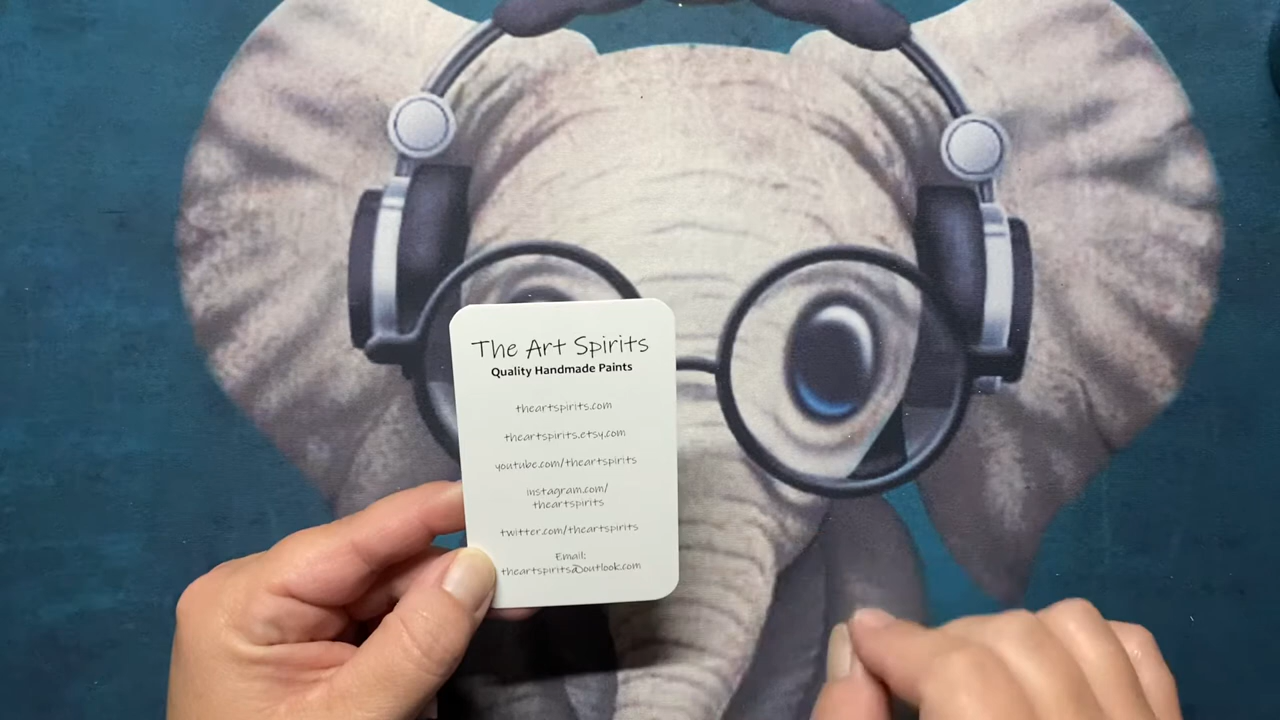 The Art Spirits
Quality Handmade Paints
theartspirits.com
theartspirits.etsy.com
youtube.com/theartspirits
instagram.com/
theartspirits
twitter.com/theartspirits
Email:
theartspirits@outlook.com